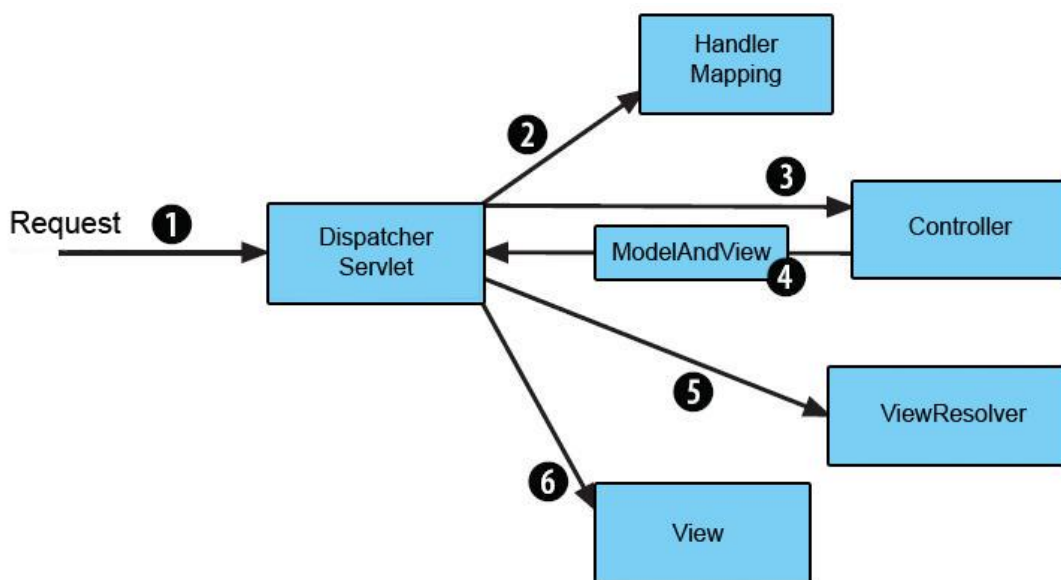 Handler
Mapping
2
3
Request
1
Dispatcher
Servlet
Controller
ModelAndView
4
5
ViewResolver
6
View